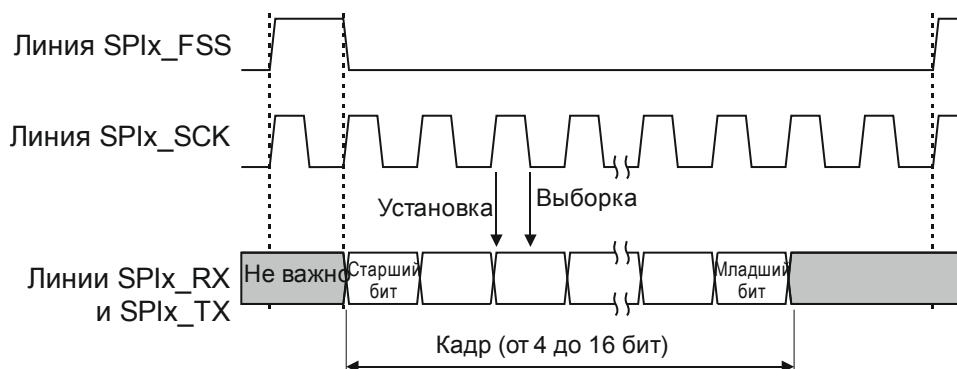 Линия SPIx_FSS
Линия SPIx_SCK
Установка
Выборка
Линии SPIx_RX
и SPIx_TX
Не важно
Старший
бит
Младший
бит
Кадр (от 4 до 16 бит)